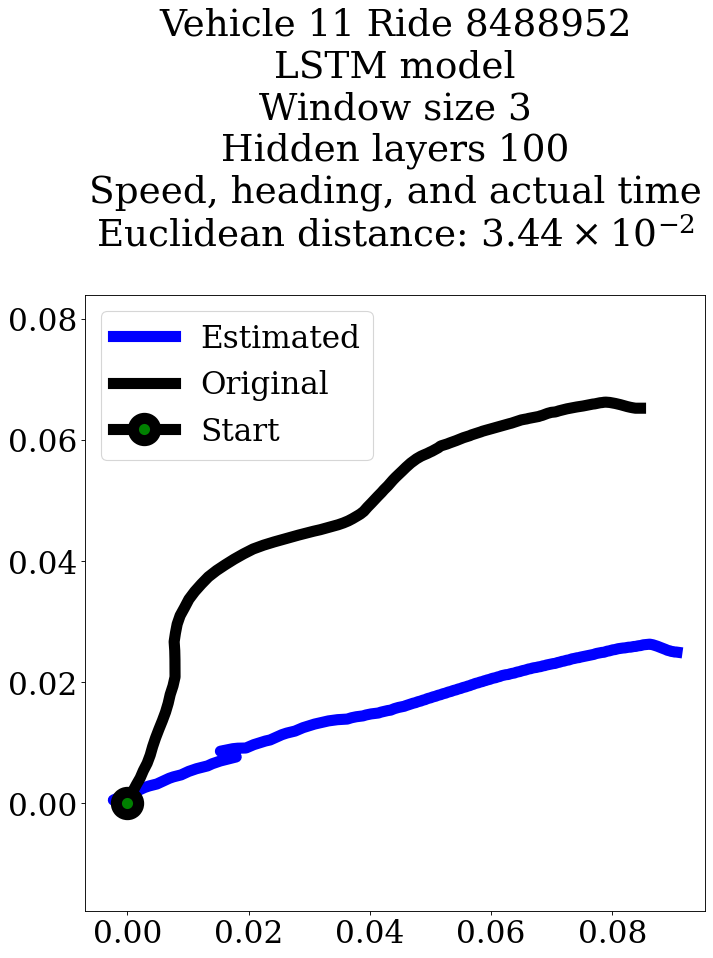 Vehicle 11 Ride 8488952
LSTM model
Window size 3
Hidden layers 100
Speed, heading, and actual time
Euclidean distance: 3.44 × 10⁻²
Estimated
Original
Start
0.08
0.06
0.04
0.02
0.00
0.00 0.02 0.04 0.06 0.08